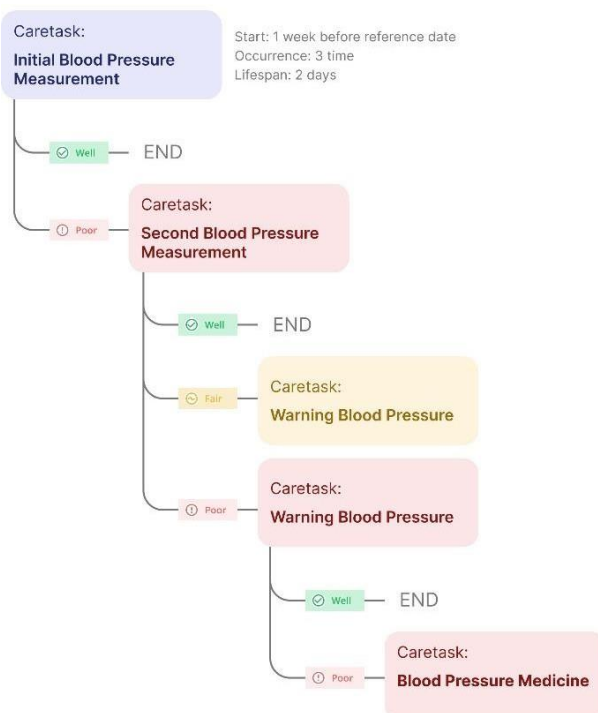 Caretask:
Initial Blood Pressure
Measurement
Start: 1 week before reference date
Occurrence: 3 time
Lifespan: 2 days
Well
END
Poor
Caretask:
Second Blood Pressure
Measurement
Well
END
Fair
Caretask:
Warning Blood Pressure
Poor
Caretask:
Warning Blood Pressure
Well
END
Poor
Caretask:
Blood Pressure Medicine